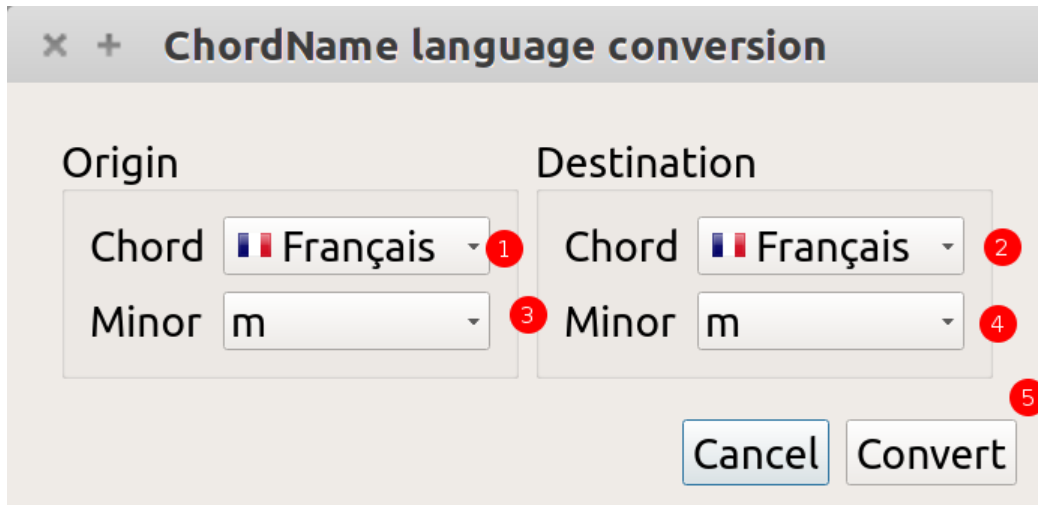 ChordName language conversion
Origin Destination
Chord Français 1 Chord Français 2
Minor m 3 Minor m 4
5
Cancel Convert